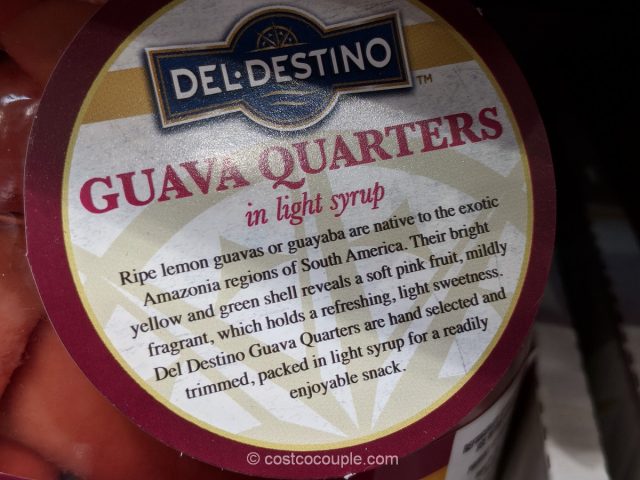 DEL·DESTINO ™
GUAVA QUARTERS
in light syrup
Ripe lemon guavas or guayaba are native to the exotic
Amazonia regions of South America. Their bright
yellow and green shell reveals a soft pink fruit, mildly
fragrant, which holds a refreshing, light sweetness.
Del Destino Guava Quarters are hand selected and
trimmed, packed in light syrup for a readily
enjoyable snack.
© costcocouple.com